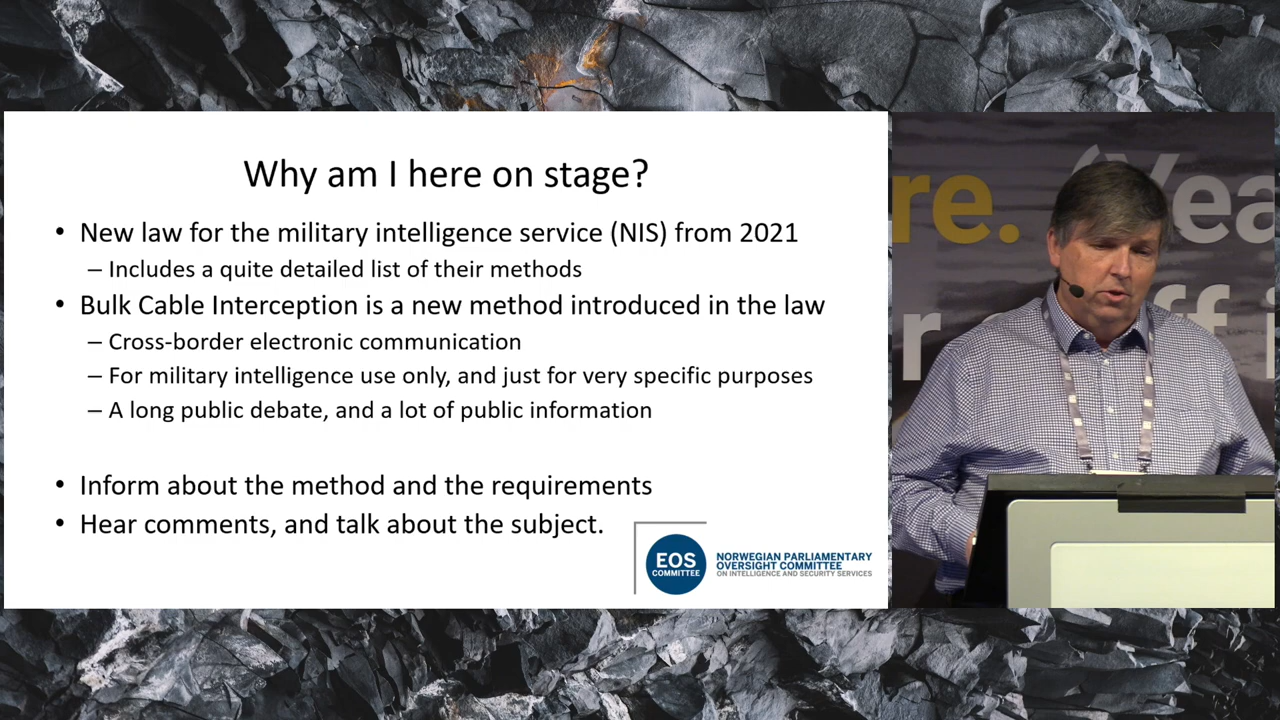 Why am I here on stage?
• New law for the military intelligence service (NIS) from 2021
– Includes a quite detailed list of their methods
• Bulk Cable Interception is a new method introduced in the law
– Cross-border electronic communication
– For military intelligence use only, and just for very specific purposes
– A long public debate, and a lot of public information
• Inform about the method and the requirements
• Hear comments, and talk about the subject.
EOS
COMMITTEE
NORWEGIAN PARLIAMENTARY
OVERSIGHT COMMITTEE
ON INTELLIGENCE AND SECURITY SERVICES
re. (Yea